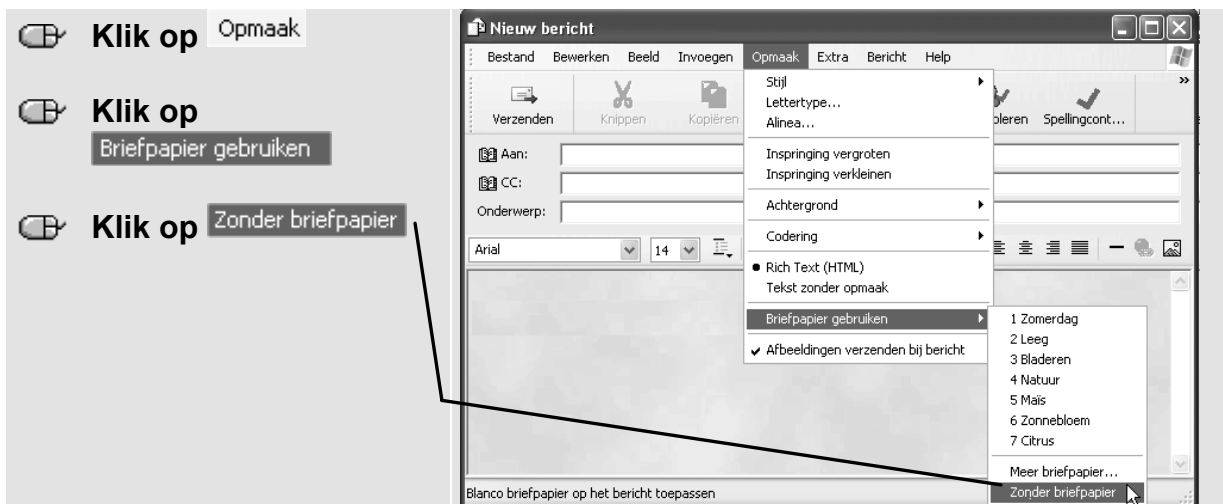 Klik op Opmaak
Klik op
Briefpapier gebruiken
Klik op Zonder briefpapier
Nieuw bericht
Bestand Bewerken Beeld Invoegen Opmaak Extra Bericht Help
Verzenden Knippen Kopiëren oleren Spellingcont... »
Aan:
CC:
Onderwerp:
Arial 14
Stijl
Lettertype...
Alinea...
Inspringing vergroten
Inspringing verkleinen
Achtergrond
Codering
Rich Text (HTML)
Tekst zonder opmaak
Briefpapier gebruiken
Afbeeldingen verzenden bij bericht
1 Zomerdag
2 Leeg
3 Bladeren
4 Natuur
5 Maïs
6 Zonnebloem
7 Citrus
Meer briefpapier...
Zonder briefpapier
Blanco briefpapier op het bericht toepassen